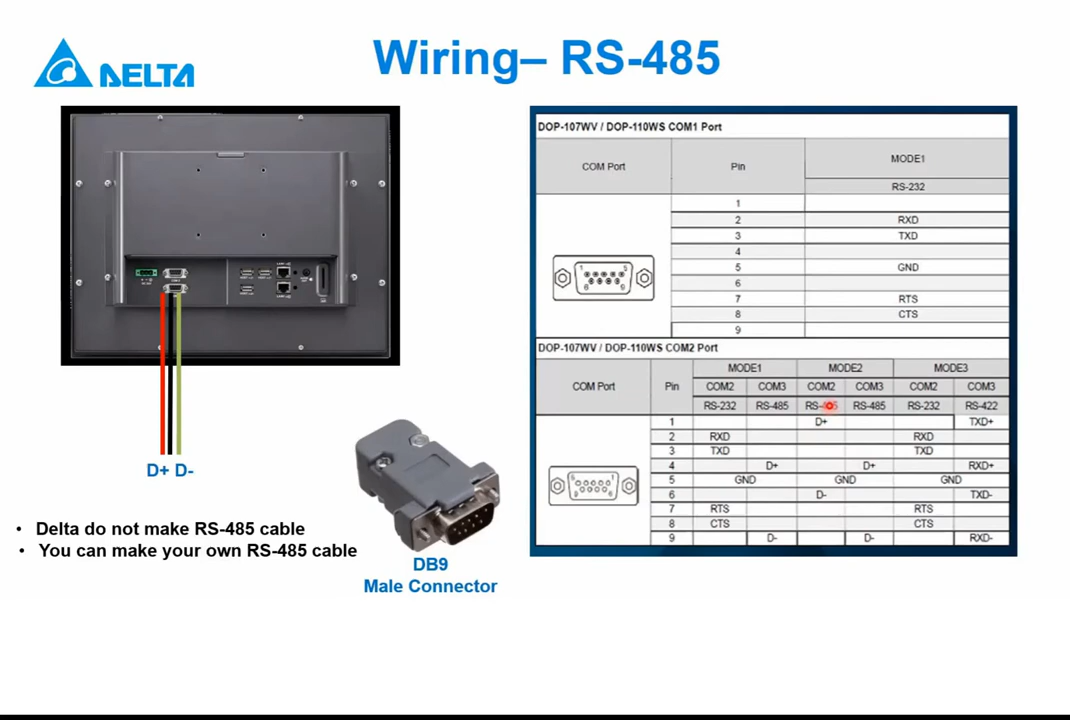 Wiring– RS-485
DELTA
D+ D-
• Delta do not make RS-485 cable
• You can make your own RS-485 cable
DB9
Male Connector
DOP-107WV / DOP-110WS COM1 Port
COM Port Pin MODE1
RS-232
1
2 RXD
3 TXD
4
5 GND
6
7 RTS
8 CTS
9
DOP-107WV / DOP-110WS COM2 Port
COM Port Pin MODE1 MODE2 MODE3
COM2 COM3 COM2 COM3 COM2 COM3
RS-232 RS-485 RS-485 RS-232 RS-422
1 D+ TXD+
2 RXD RXD
3 TXD TXD
4 D+ D+ RXD+
5 GND GND GND
6 D- TXD-
7 RTS RTS
8 CTS CTS
9 D- D- RXD-